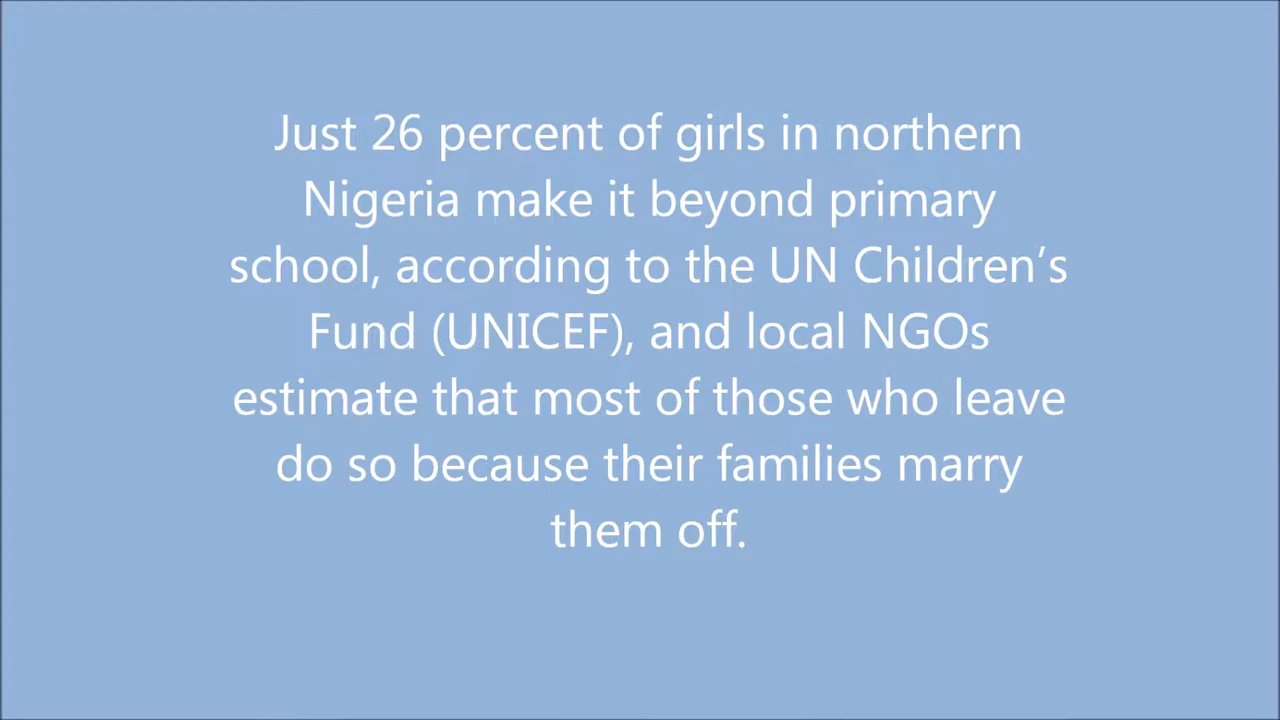 Just 26 percent of girls in northern
Nigeria make it beyond primary
school, according to the UN Children’s
Fund (UNICEF), and local NGOs
estimate that most of those who leave
do so because their families marry
them off.